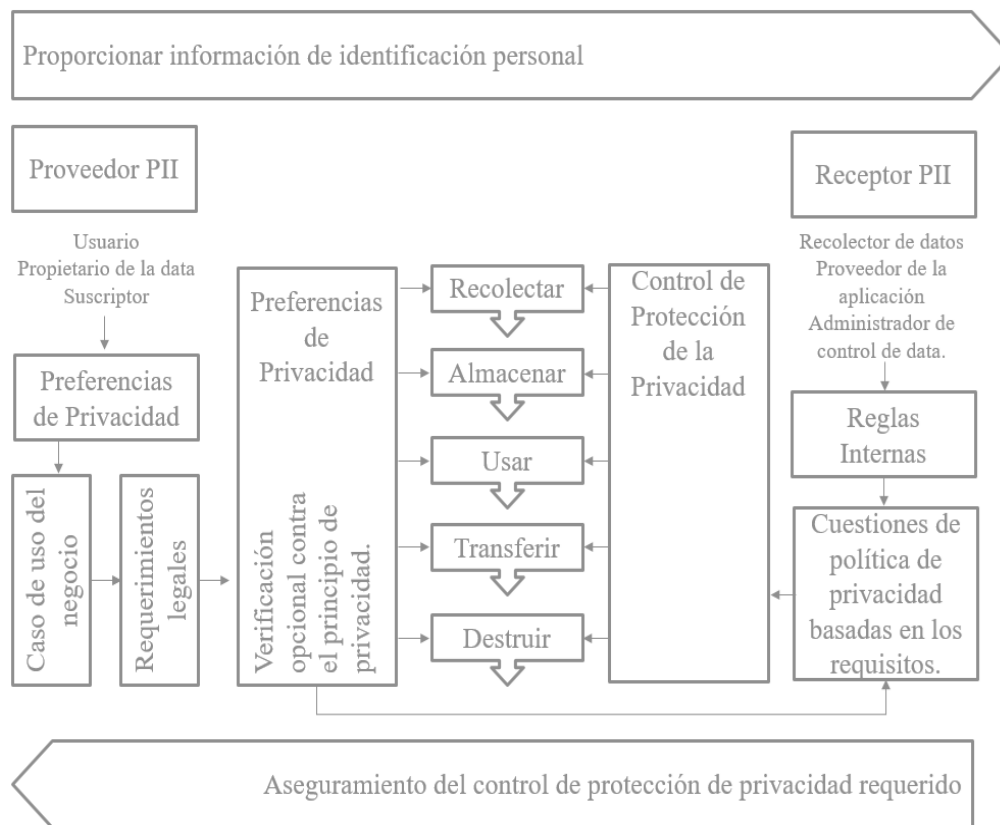 Proporcionar información de identificación personal
Proveedor PII
Receptor PII
Usuario
Propietario de la data
Suscriptor
Recolector de datos
Proveedor de la
aplicación
Administrador de
control de data.
Preferencias
de Privacidad
Caso de uso del
negocio
Requerimientos
legales
Preferencias
de
Privacidad
Verificación
opcional contra
el principio de
privacidad.
Recolectar
Almacenar
Usar
Transferir
Destruir
Control de
Protección
de la
Privacidad
Reglas
Internas
Cuestiones de
política de
privacidad
basadas en los
requisitos.
Aseguramiento del control de protección de privacidad requerido